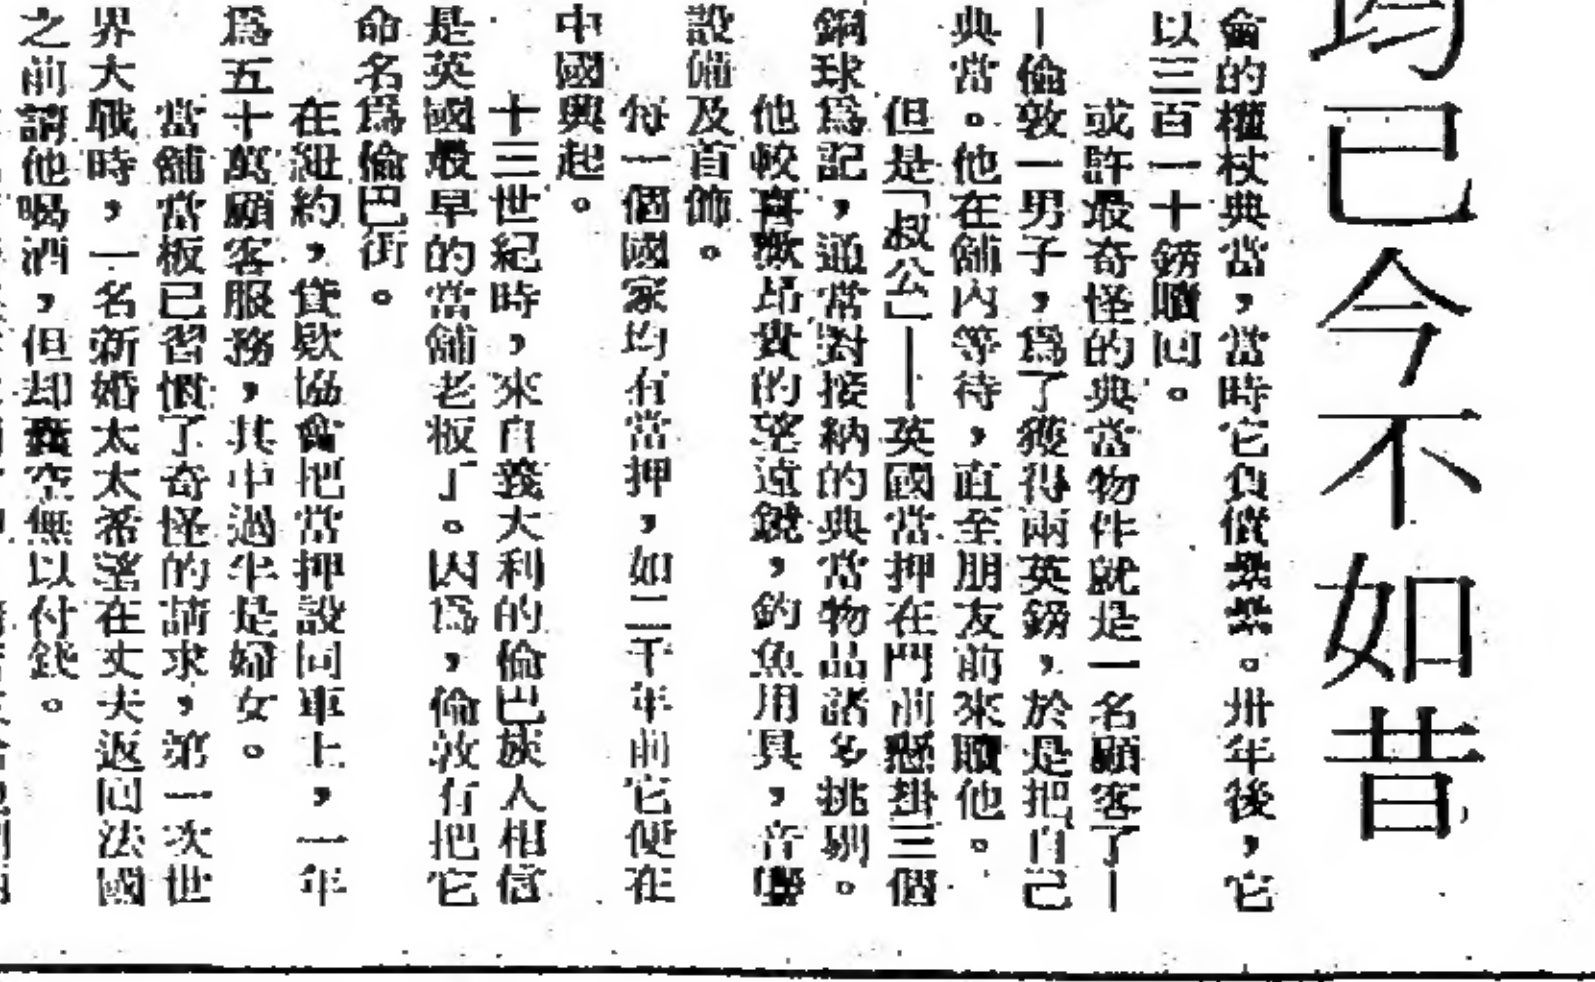 均已今不如昔
會的權杖典當，當時它負債纍纍。卅年後，它
以三百一十鎊贖回。
或許最奇怪的典當物件就是一名顧客了—
—倫敦一男子，為了獲得兩英鎊，於是把自己
典當。他在舖內等待，直至朋友前來贖他。
但是「叔公」——英國當押在門前懸掛三個
銅球為記，通常對接納的典當物品諸多挑剔。
他較喜歡昂貴的望遠鏡，釣魚用具，音響
設備及首飾。
每一個國家均有當押，如二千年前它便在
中國興起。
十三世紀時，來自義大利的倫巴族人相信
是英國最早的當舖老板了。因為，倫敦有把它
命名為倫巴街。
在紐約，貸款協會把當押設同車上，一年
為五十萬顧客服務，其中過半是婦女。
當舖當板已習慣了奇怪的請求，第一次世
界大戰時，一名新婚太太希望在丈夫返回法國
之前請他喝酒，但却囊空無以付錢。